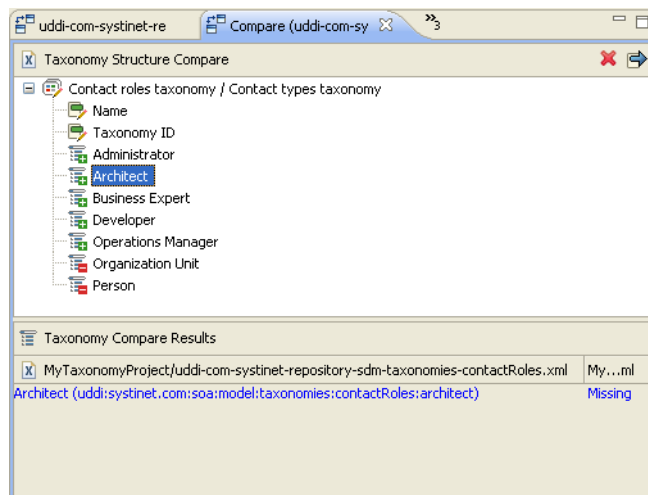 uddi-com-systinet-re
Compare (uddi-com-sy
»3
Taxonomy Structure Compare
Contact roles taxonomy / Contact types taxonomy
Name
Taxonomy ID
Administrator
Architect
Business Expert
Developer
Operations Manager
Organization Unit
Person
Taxonomy Compare Results
MyTaxonomyProject/uddi-com-systinet-repository-sdm-taxonomies-contactRoles.xml My...ml
Architect (uddi:systinet.com:soa:model:taxonomies:contactRoles:architect) Missing